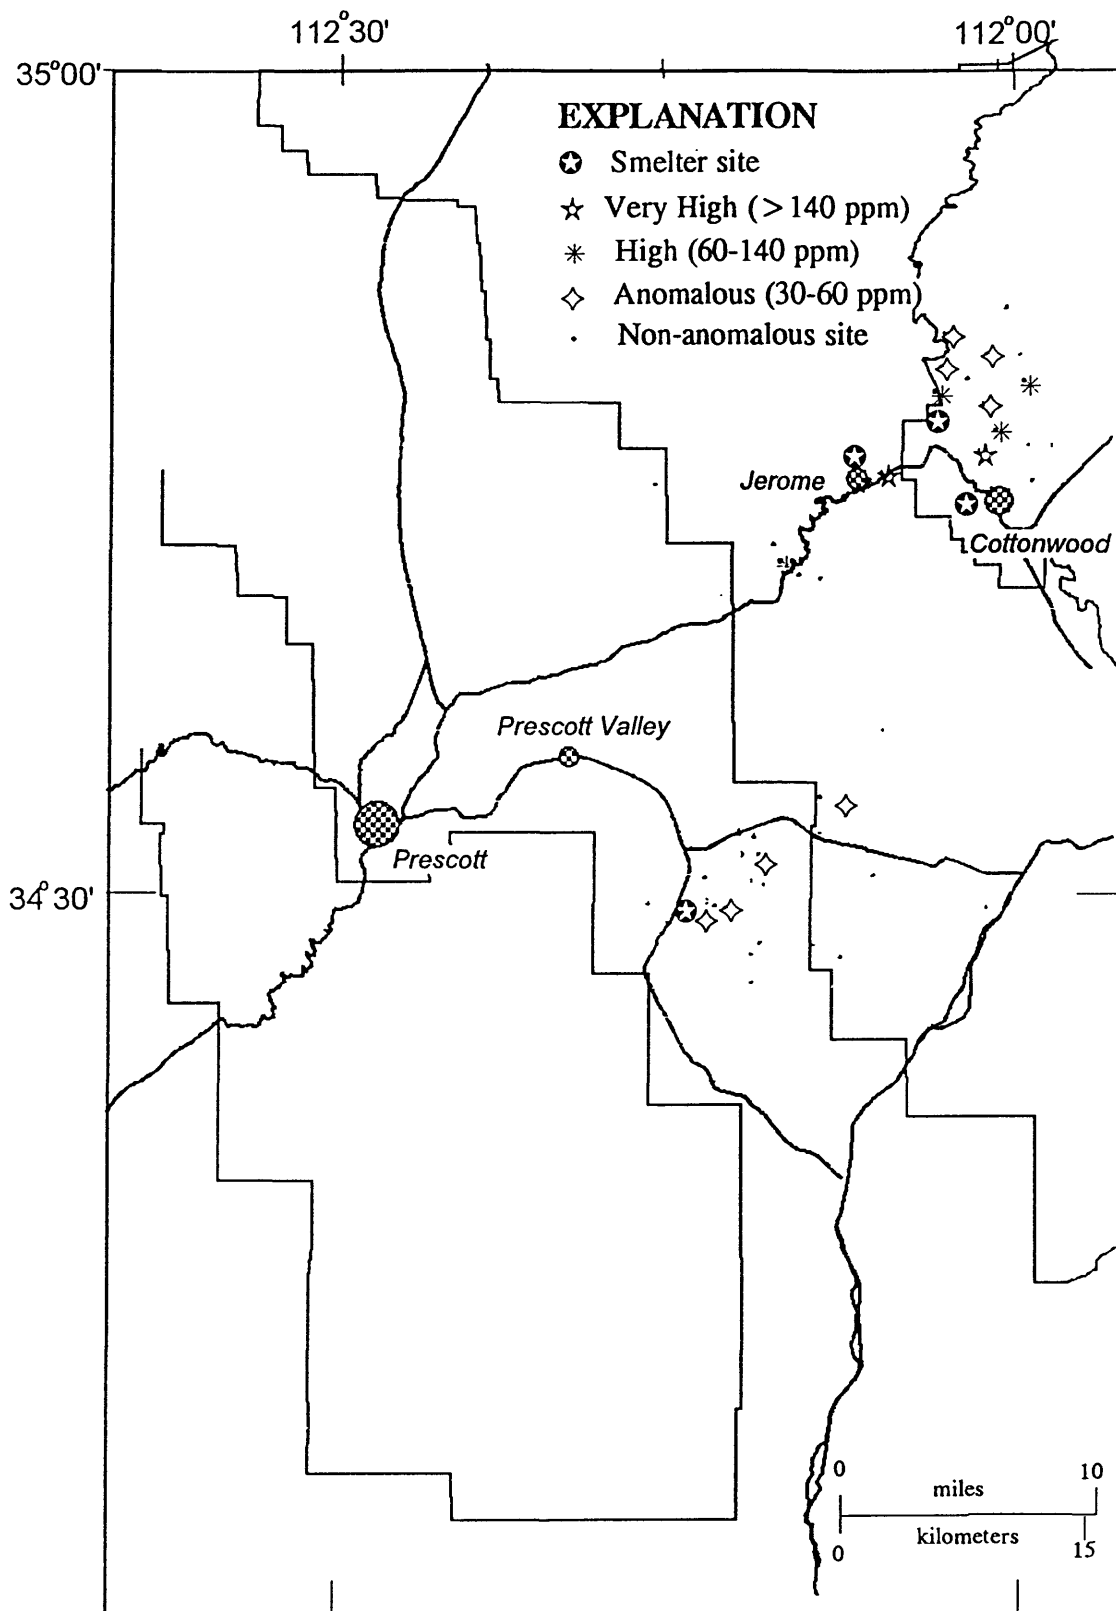 112°30' 112°00'
35°00'
EXPLANATION
Smelter site
Very High (>140 ppm)
High (60-140 ppm)
Anomalous (30-60 ppm)
Non-anomalous site
Jerome
Cottonwood
Prescott Valley
Prescott
34°30'
0 10
miles
kilometers
0 15